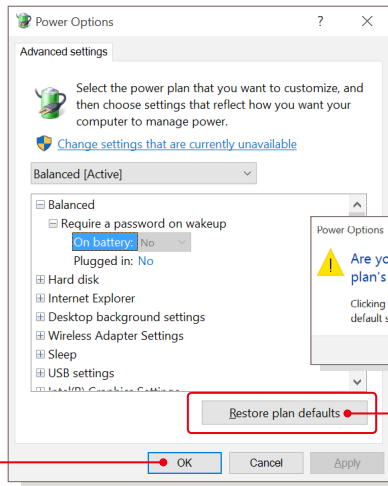 Power Options
Advanced settings
Select the power plan that you want to customize, and
then choose settings that reflect how you want your
computer to manage power.
Change settings that are currently unavailable
Balanced [Active]
Balanced
Require a password on wakeup
On battery: No
Plugged in: No
Hard disk
Internet Explorer
Desktop background settings
Wireless Adapter Settings
Sleep
USB settings
Intel(R) Graphics Settings
Restore plan defaults
OK Cancel Apply
Power Options
Are yo
plan's
Clicking
default s